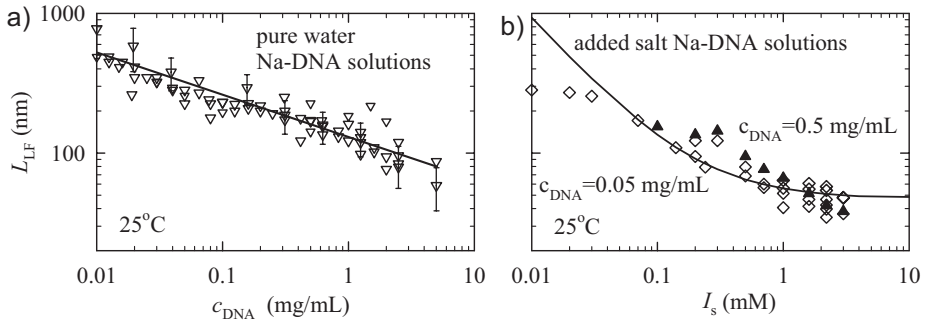 a)
1000
100
L_LF (nm)
pure water
Na-DNA solutions
25°C
0.01
0.1
1
10
c_DNA (mg/mL)
b)
1000
100
added salt Na-DNA solutions
c_DNA=0.5 mg/mL
c_DNA=0.05 mg/mL
25°C
0.01
0.1
1
10
I_s (mM)